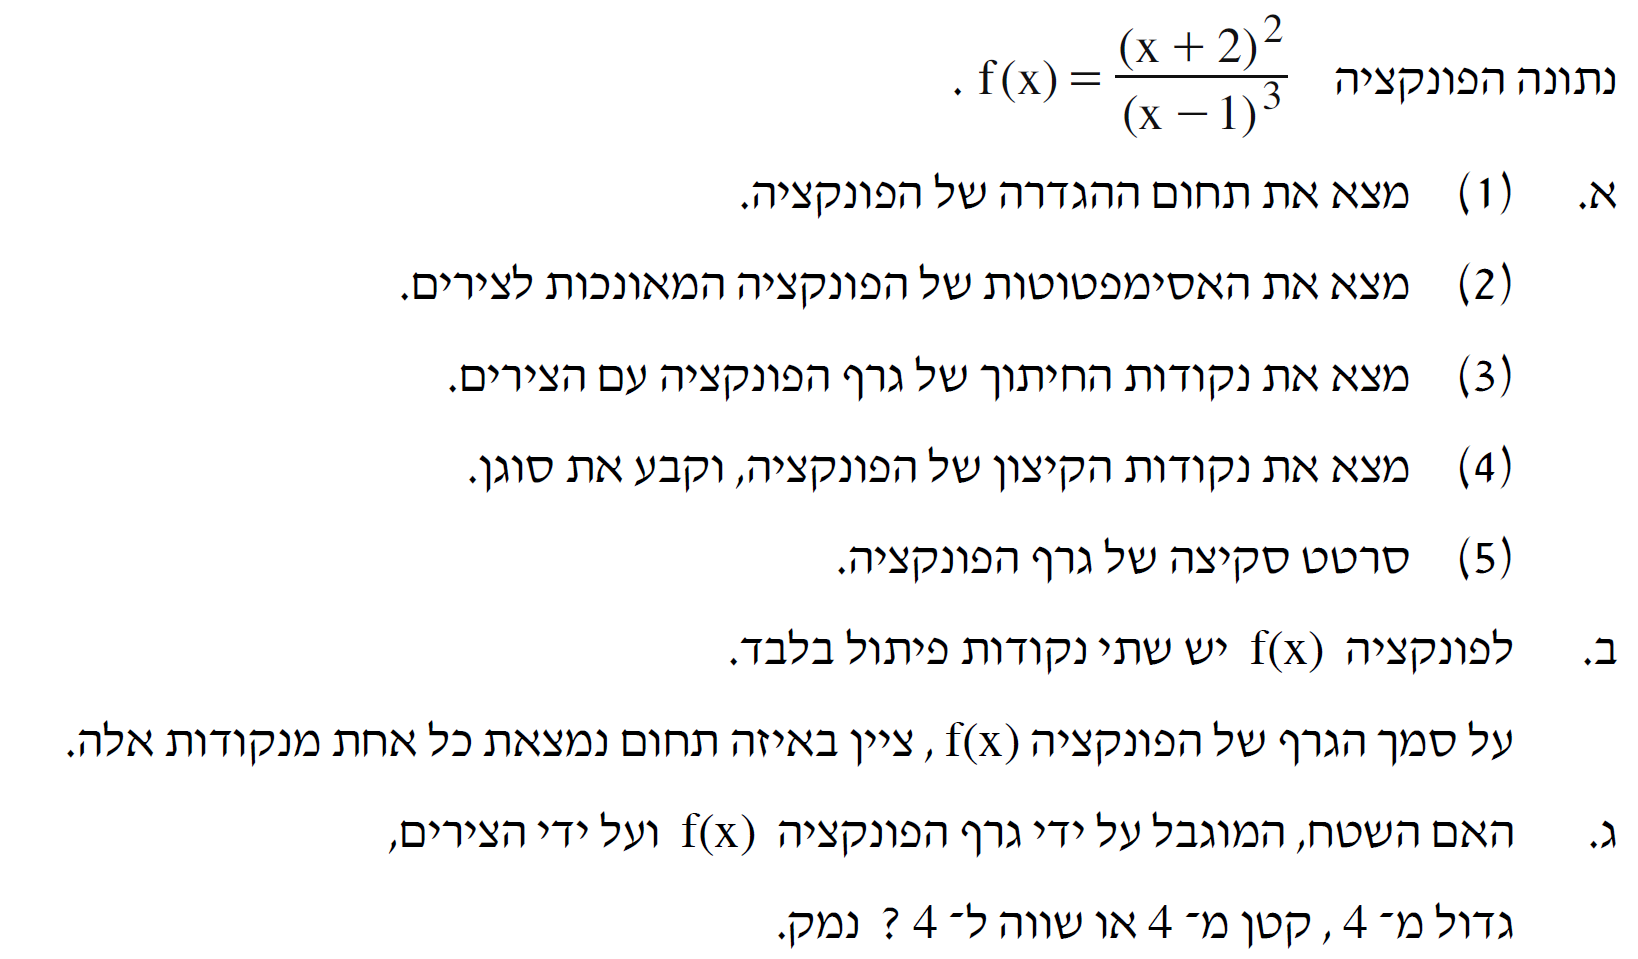 נתונה הפונקציה f(x) = (x + 2)² / (x − 1)³ .
א. (1) מצא את תחום ההגדרה של הפונקציה.
(2) מצא את האסימפטוטות של הפונקציה המאונכות לצירים.
(3) מצא את נקודות החיתוך של גרף הפונקציה עם הצירים.
(4) מצא את נקודות הקיצון של הפונקציה, וקבע את סוגן.
(5) סרטט סקיצה של גרף הפונקציה.
ב. לפונקציה f(x) יש שתי נקודות פיתול בלבד.
על סמך הגרף של הפונקציה f(x) , ציין באיזה תחום נמצאת כל אחת מנקודות אלה.
ג. האם השטח, המוגבל על ידי גרף הפונקציה f(x) ועל ידי הצירים,
גדול מ־ 4 , קטן מ־ 4 או שווה ל־ 4 ? נמק.